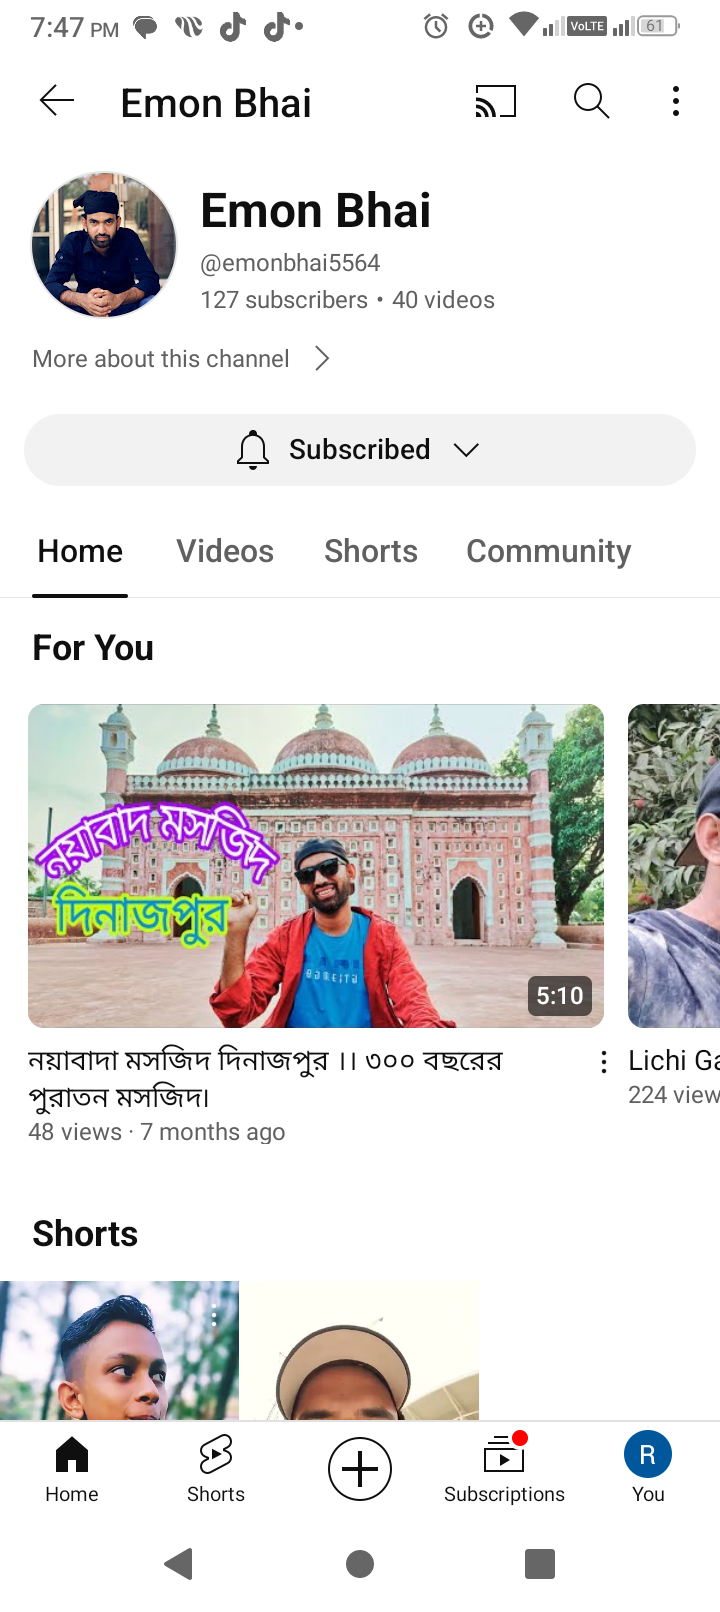 7:47 PM
VoLTE
61
Emon Bhai
Emon Bhai
@emonbhai5564
127 subscribers • 40 videos
More about this channel
Subscribed
Home Videos Shorts Community
For You
নয়াবাদ মসজিদ
দিনাজপুর
5:10
নয়াবাদা মসজিদ দিনাজপুর ।। ৩০০ বছরের
পুরাতন মসজিদ।
48 views · 7 months ago
Lichi Ga
224 view
Shorts
Home Shorts Subscriptions You
R